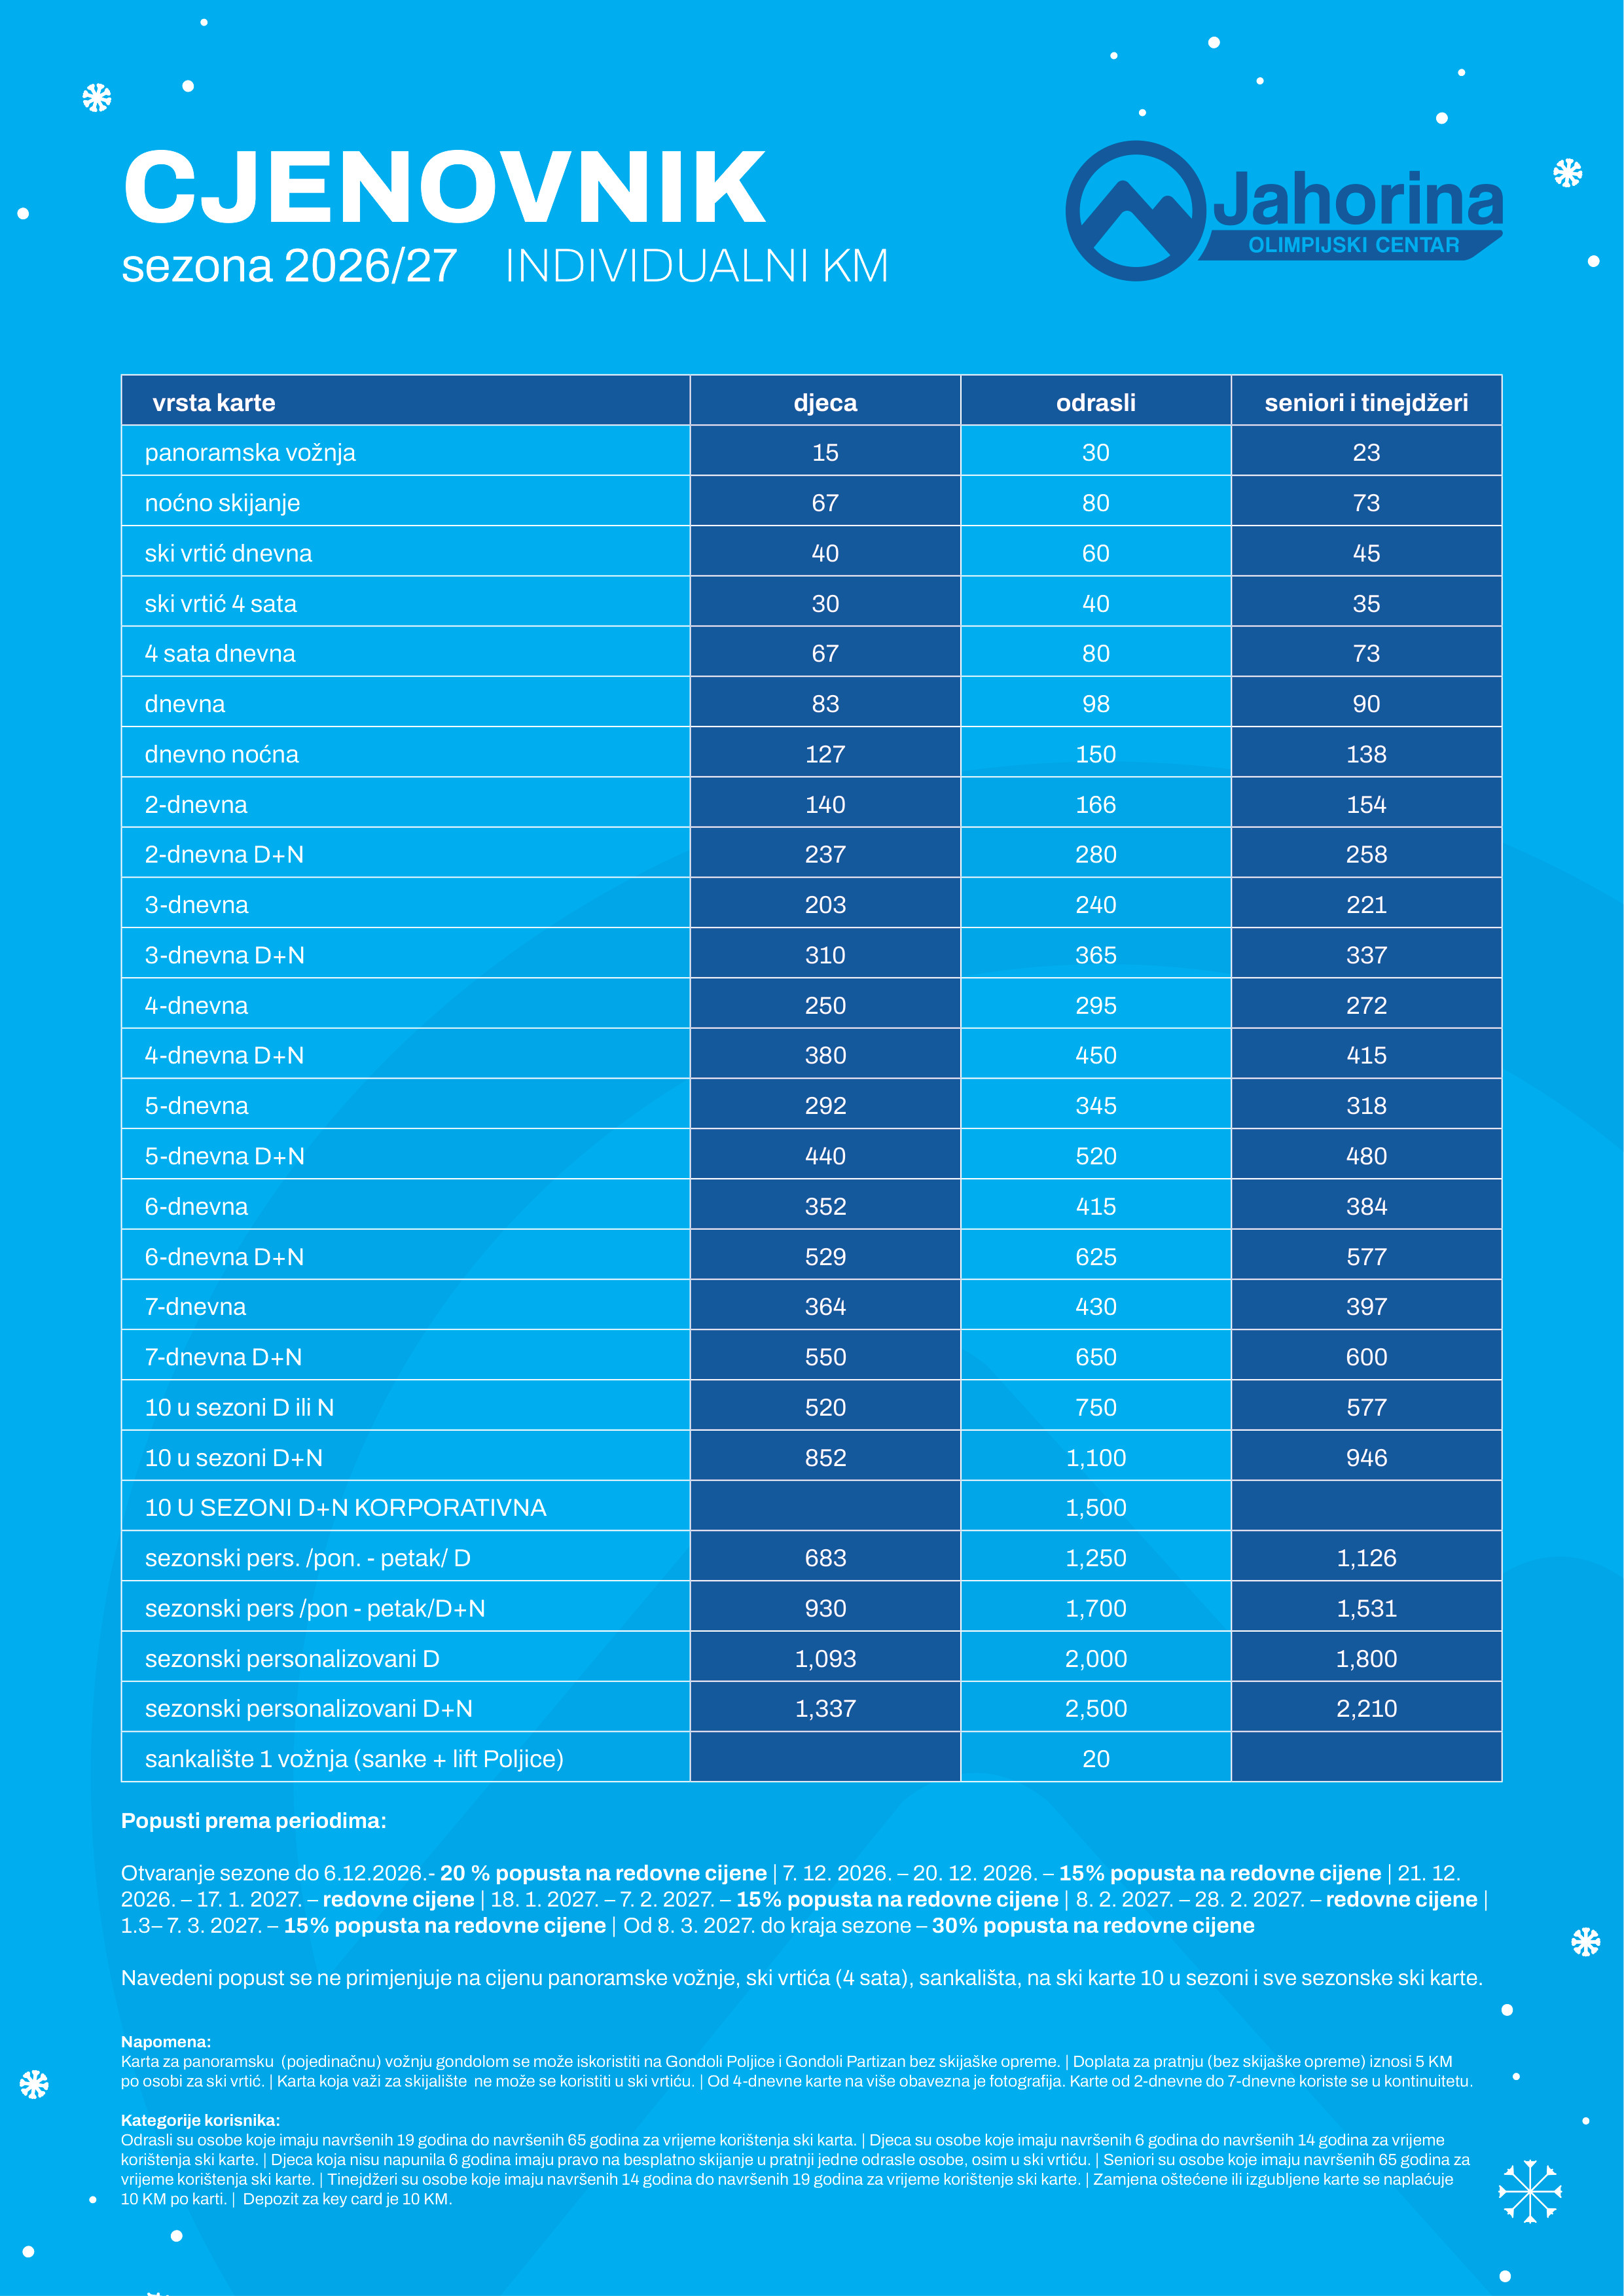 CJENOVNIK
sezona 2026/27 INDIVIDUALNI KM
Jahorina
OLIMPIJSKI CENTAR
vrsta karte djeca odrasli seniori i tinejdžeri
panoramska vožnja 15 30 23
noćno skijanje 67 80 73
ski vrtić dnevna 40 60 45
ski vrtić 4 sata 30 40 35
4 sata dnevna 67 80 73
dnevna 83 98 90
dnevno noćna 127 150 138
2-dnevna 140 166 154
2-dnevna D+N 237 280 258
3-dnevna 203 240 221
3-dnevna D+N 310 365 337
4-dnevna 250 295 272
4-dnevna D+N 380 450 415
5-dnevna 292 345 318
5-dnevna D+N 440 520 480
6-dnevna 352 415 384
6-dnevna D+N 529 625 577
7-dnevna 364 430 397
7-dnevna D+N 550 650 600
10 u sezoni D ili N 520 750 577
10 u sezoni D+N 852 1,100 946
10 U SEZONI D+N KORPORATIVNA 1,500
sezonski pers. /pon. - petak/ D 683 1,250 1,126
sezonski pers /pon - petak/D+N 930 1,700 1,531
sezonski personalizovani D 1,093 2,000 1,800
sezonski personalizovani D+N 1,337 2,500 2,210
sankalište 1 vožnja (sanke + lift Poljice) 20
Popusti prema periodima:
Otvaranje sezone do 6.12.2026.- 20 % popusta na redovne cijene | 7. 12. 2026. – 20. 12. 2026. – 15% popusta na redovne cijene | 21. 12.
2026. – 17. 1. 2027. – redovne cijene | 18. 1. 2027. – 7. 2. 2027. – 15% popusta na redovne cijene | 8. 2. 2027. – 28. 2. 2027. – redovne cijene |
1.3– 7. 3. 2027. – 15% popusta na redovne cijene | Od 8. 3. 2027. do kraja sezone – 30% popusta na redovne cijene
Navedeni popust se ne primjenjuje na cijenu panoramske vožnje, ski vrtića (4 sata), sankališta, na ski karte 10 u sezoni i sve sezonske ski karte.
Napomena:
Karta za panoramsku (pojedinačnu) vožnju gondolom se može iskoristiti na Gondoli Poljice i Gondoli Partizan bez skijaške opreme. | Doplata za pratnju (bez skijaške opreme) iznosi 5 KM
po osobi za ski vrtić. | Karta koja važi za skijalište ne može se koristiti u ski vrtiću. | Od 4-dnevne karte na više obavezna je fotografija. Karte od 2-dnevne do 7-dnevne koriste se u kontinuitetu.
Kategorije korisnika:
Odrasli su osobe koje imaju navršenih 19 godina do navršenih 65 godina za vrijeme korištenja ski karta. | Djeca su osobe koje imaju navršenih 6 godina do navršenih 14 godina za vrijeme
korištenja ski karte. | Djeca koja nisu napunila 6 godina imaju pravo na besplatno skijanje u pratnji jedne odrasle osobe, osim u ski vrtiću. | Seniori su osobe koje imaju navršenih 65 godina za
vrijeme korištenja ski karte. | Tinejdžeri su osobe koje imaju navršenih 14 godina do navršenih 19 godina za vrijeme korištenje ski karte. | Zamjena oštećene ili izgubljene karte se naplaćuje
10 KM po karti. | Depozit za key card je 10 KM.